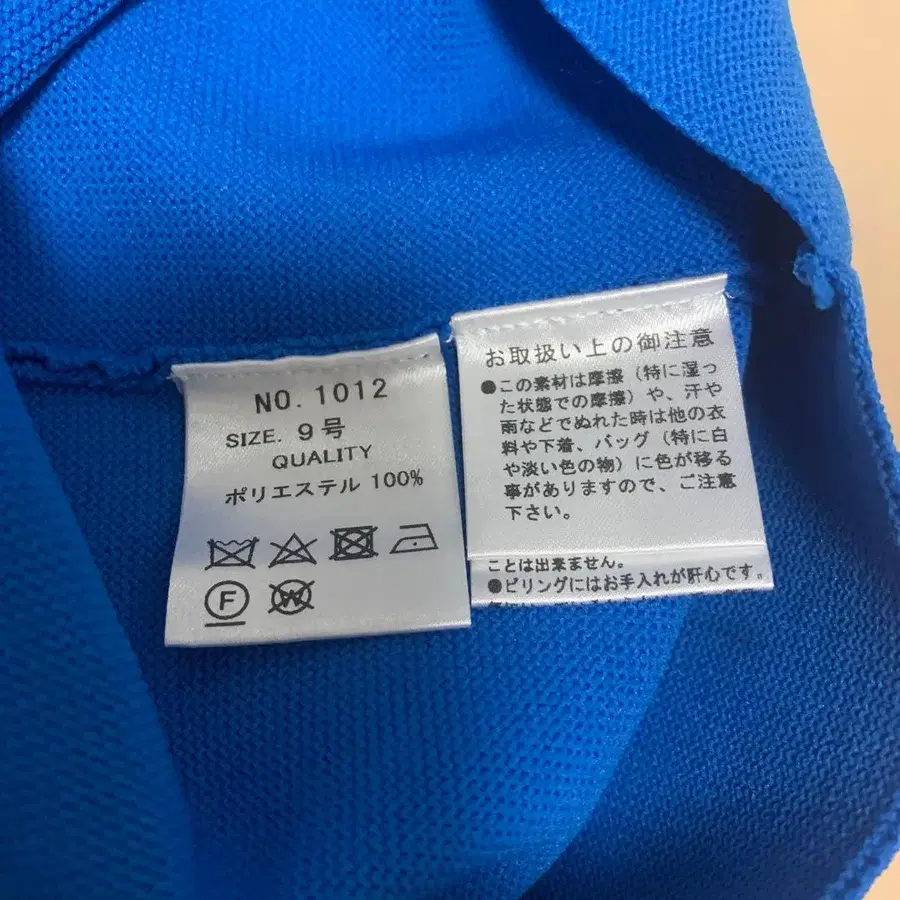 NO. 1012
SIZE. 9号
QUALITY
ポリエステル 100%
F
W
お取扱い上の御注意
●この素材は摩擦（特に湿っ
た状態での摩擦）や、汗や
雨などでぬれた時は他の衣
料や下着、バッグ（特に白
や淡い色の物）に色が移る
事がありますので、ご注意
下さい。
ことは出来ません。
●ピリングにはお手入れが肝心です。